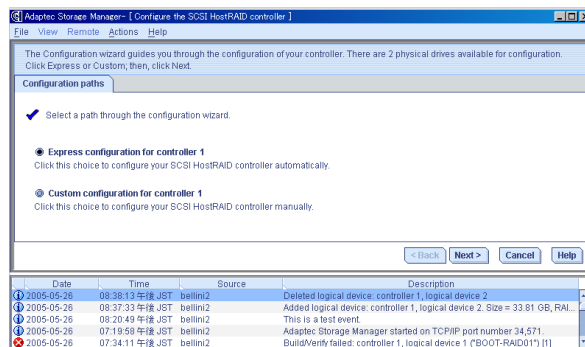 Adaptec Storage Manager- [ Configure the SCSI HostRAID controller ]
File View Remote Actions Help
The Configuration wizard guides you through the configuration of your controller. There are 2 physical drives available for configuration.
Click Express or Custom; then, click Next.
Configuration paths
Select a path through the configuration wizard.
Express configuration for controller 1
Click this choice to configure your SCSI HostRAID controller automatically.
Custom configuration for controller 1
Click this choice to configure your SCSI HostRAID controller manually.
< Back Next > Cancel Help
Date Time Source Description
2005-05-26 08:38:13 午後 JST bellini2 Deleted logical device: controller 1, logical device 2
2005-05-26 08:37:33 午後 JST bellini2 Added logical device: controller 1, logical device 2. Size = 33.81 GB, RAI...
2005-05-26 08:20:49 午後 JST bellini2 This is a test event.
2005-05-26 07:19:58 午後 JST bellini2 Adaptec Storage Manager started on TCP/IP port number 34,571.
2005-05-26 07:34:11 午後 JST bellini2 Build/Verify failed: controller 1, logical device 1 ("BOOT-RAID01") [1]